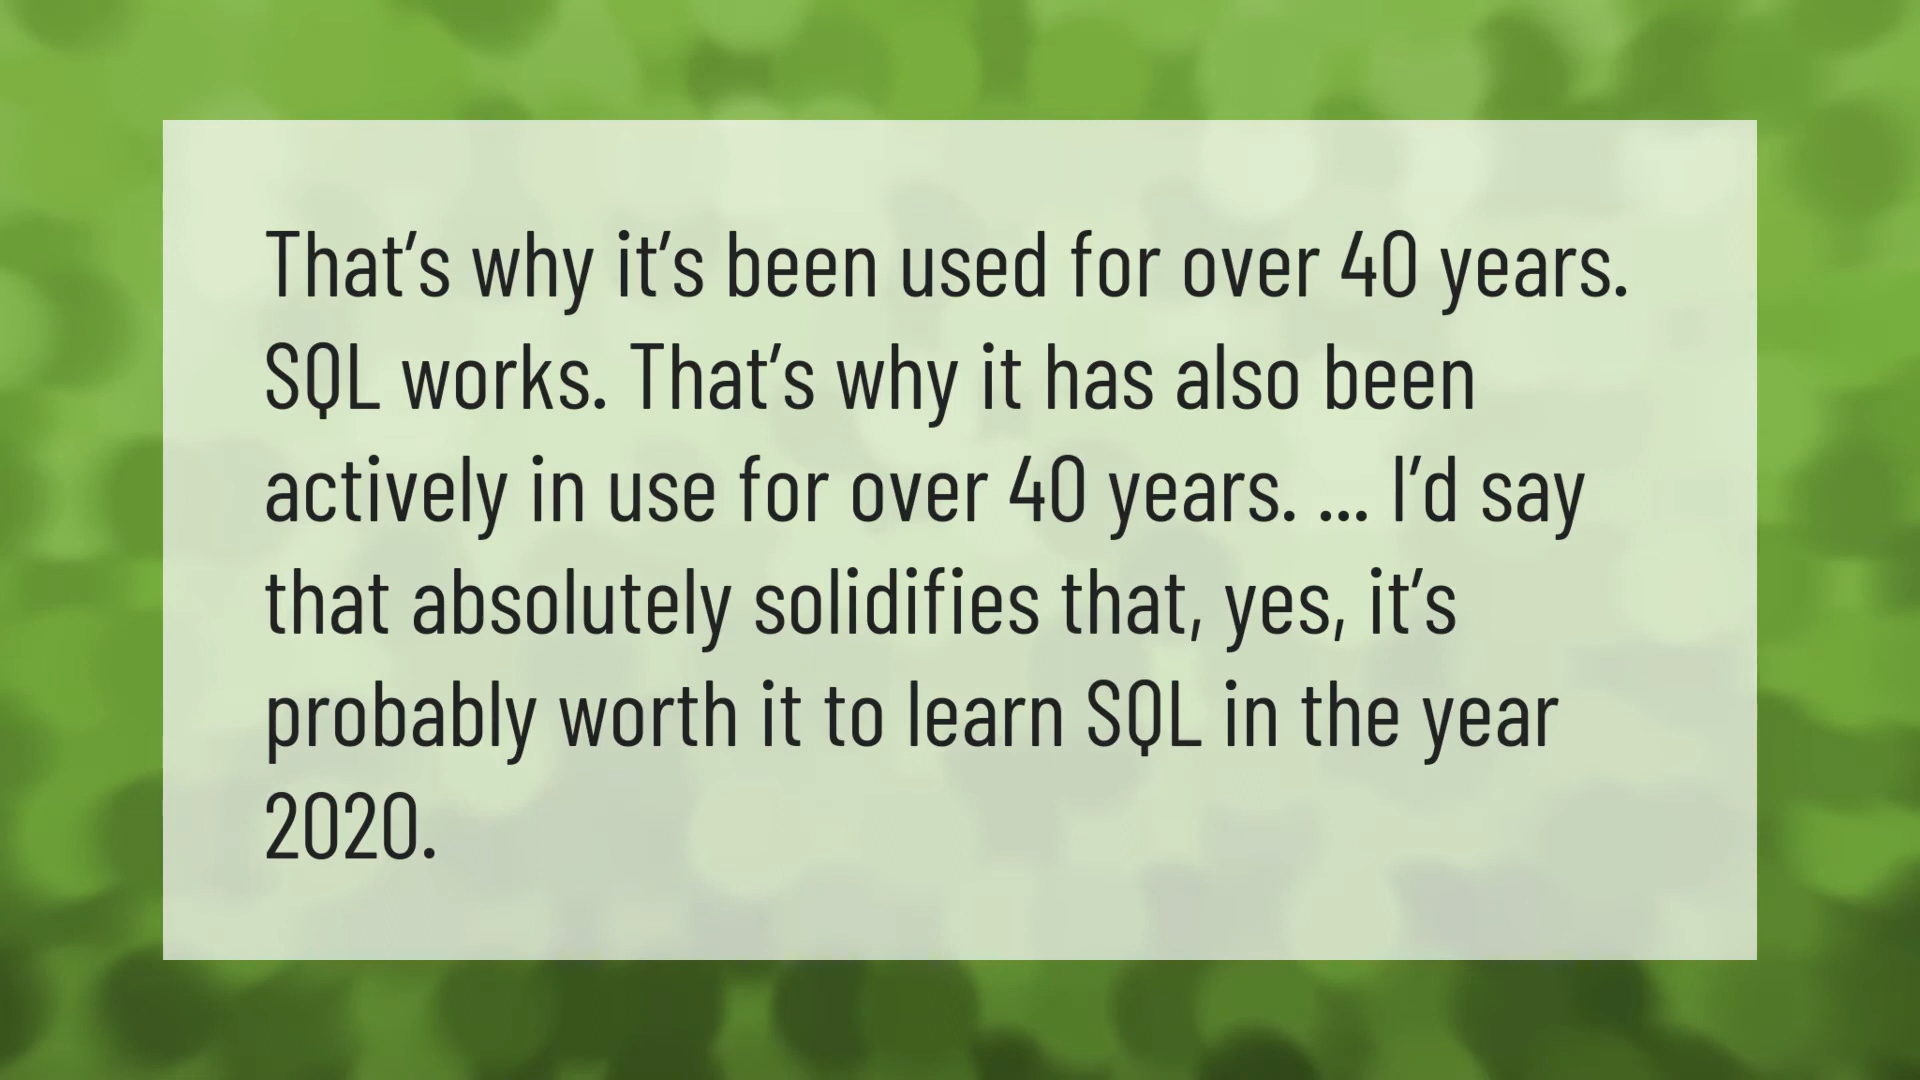 That’s why it’s been used for over 40 years.
SQL works. That’s why it has also been
actively in use for over 40 years. ... I’d say
that absolutely solidifies that, yes, it’s
probably worth it to learn SQL in the year
2020.